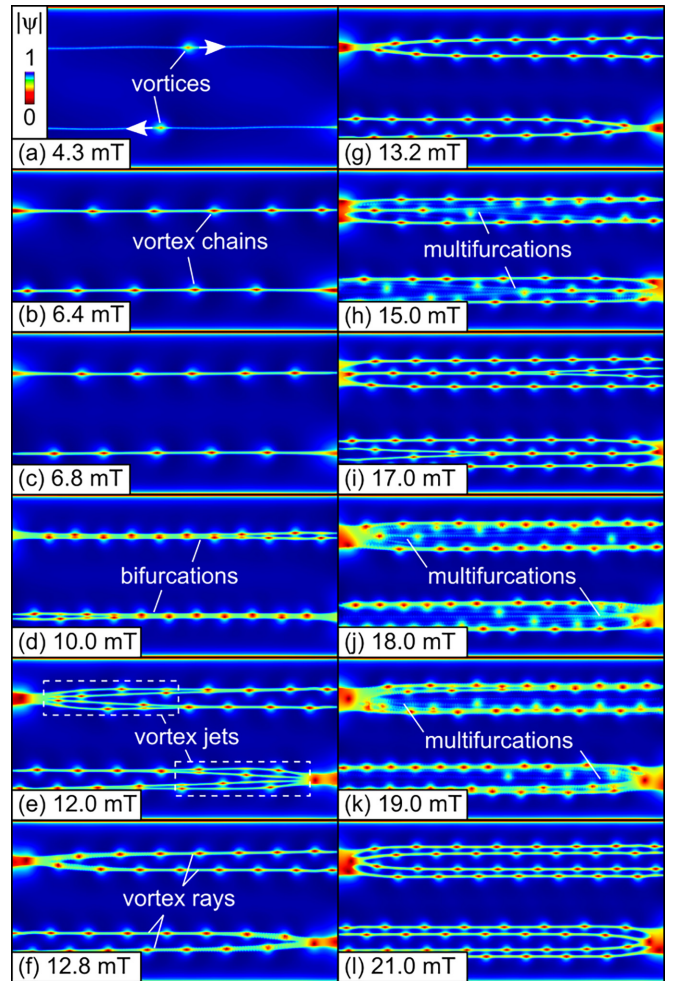 |ψ|
1
0
vortices
(a) 4.3 mT
vortex chains
(b) 6.4 mT
(c) 6.8 mT
bifurcations
(d) 10.0 mT
vortex jets
(e) 12.0 mT
vortex rays
(f) 12.8 mT
(g) 13.2 mT
multifurcations
(h) 15.0 mT
(i) 17.0 mT
multifurcations
(j) 18.0 mT
multifurcations
(k) 19.0 mT
(l) 21.0 mT